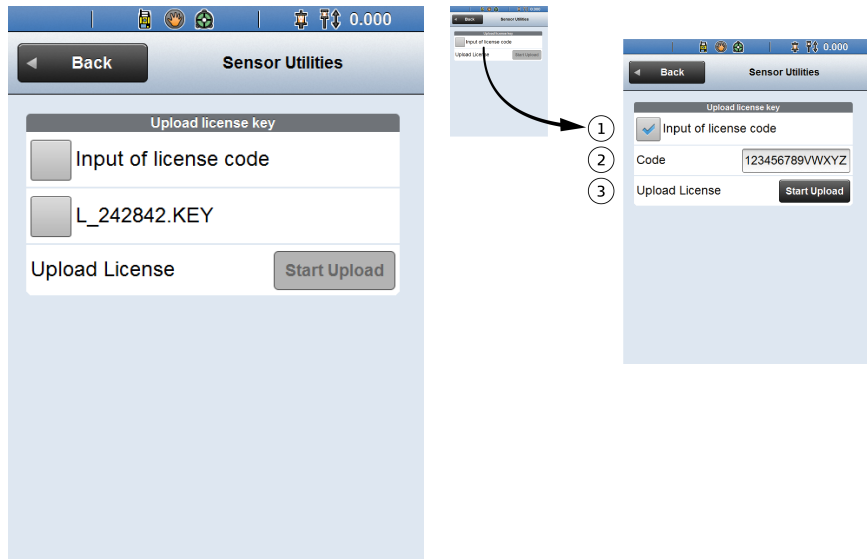 0.000
Back
Sensor Utilities
Upload license key
Input of license code
L_242842.KEY
Upload License
Start Upload
0.000
Back
Sensor Utilities
Upload license key
Input of license code
Upload License
Start Upload
0.000
Back
Sensor Utilities
Upload license key
1
Input of license code
2
Code
123456789VWXYZ
3
Upload License
Start Upload